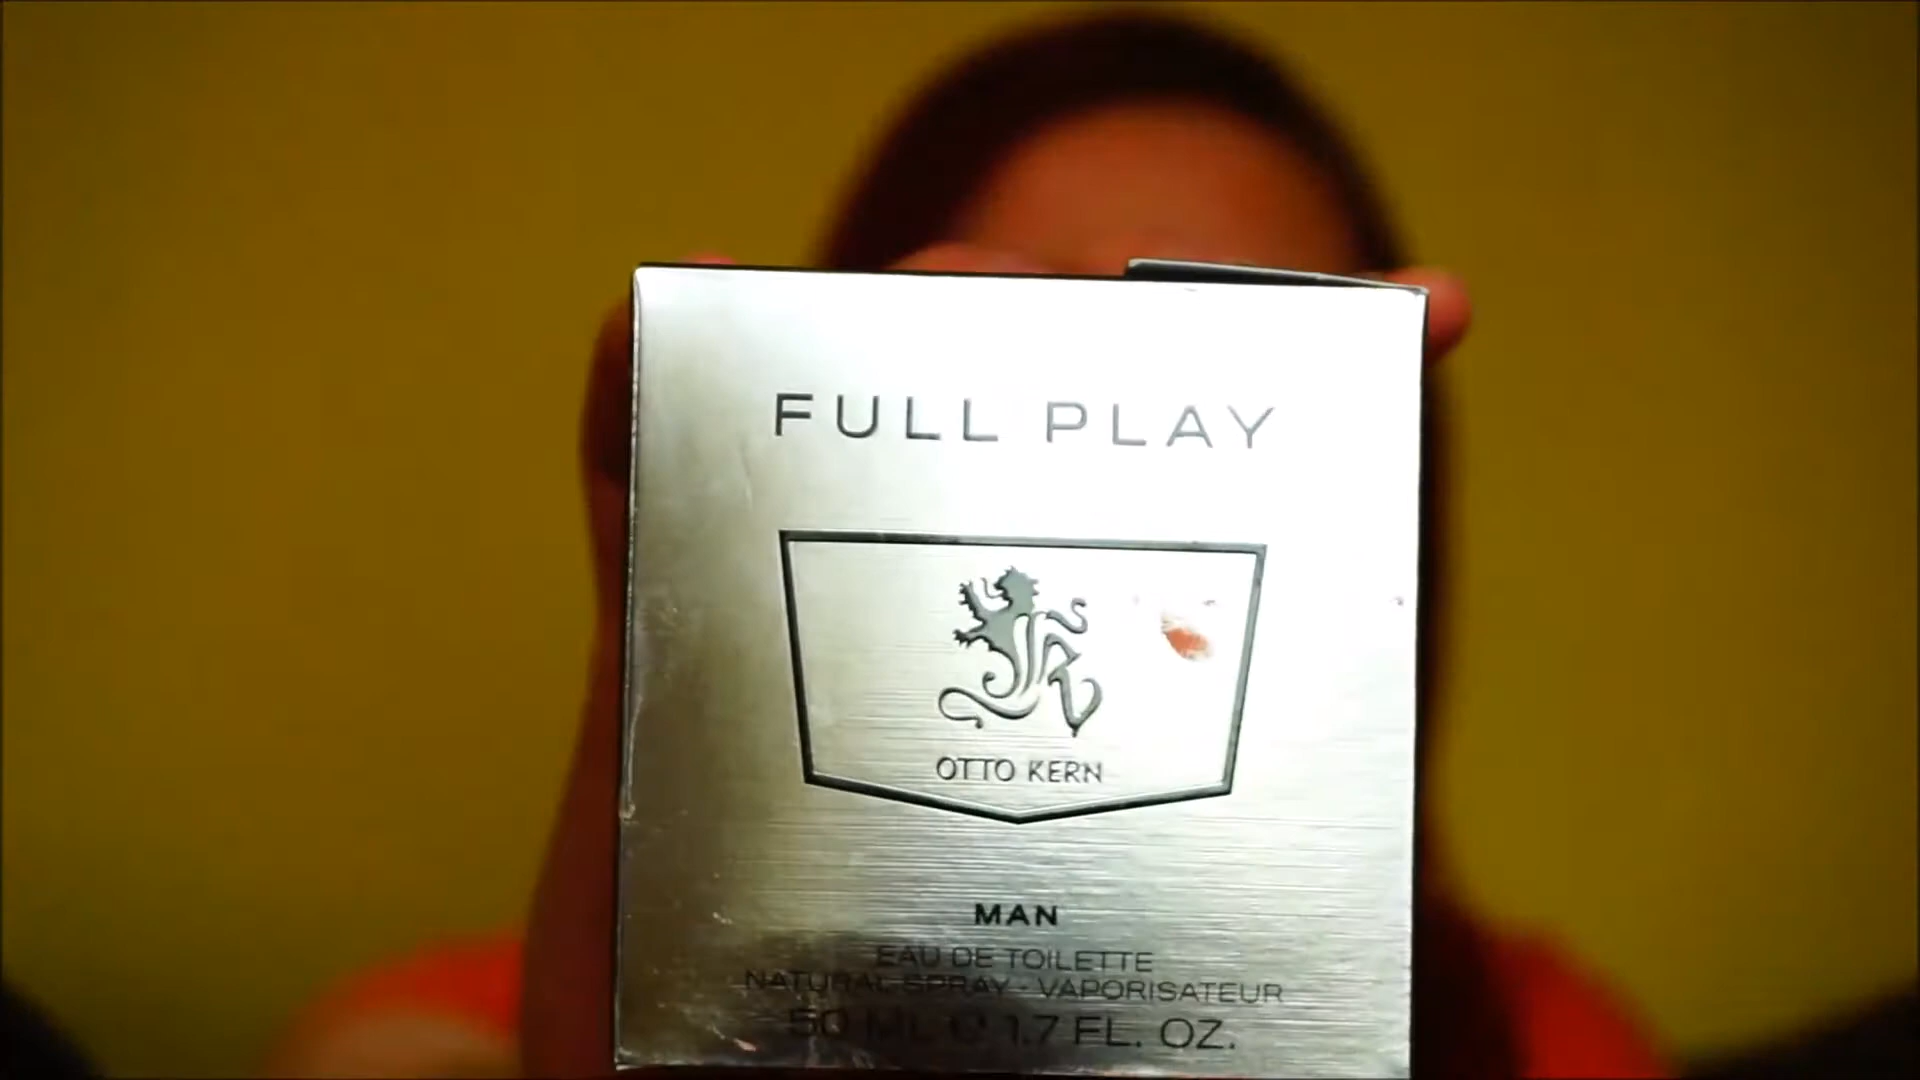 FULL PLAY
OTTO KERN
MAN
EAU DE TOILETTE
NATURAL SPRAY · VAPORISATEUR
50 ML ℮ 1.7 FL. OZ.